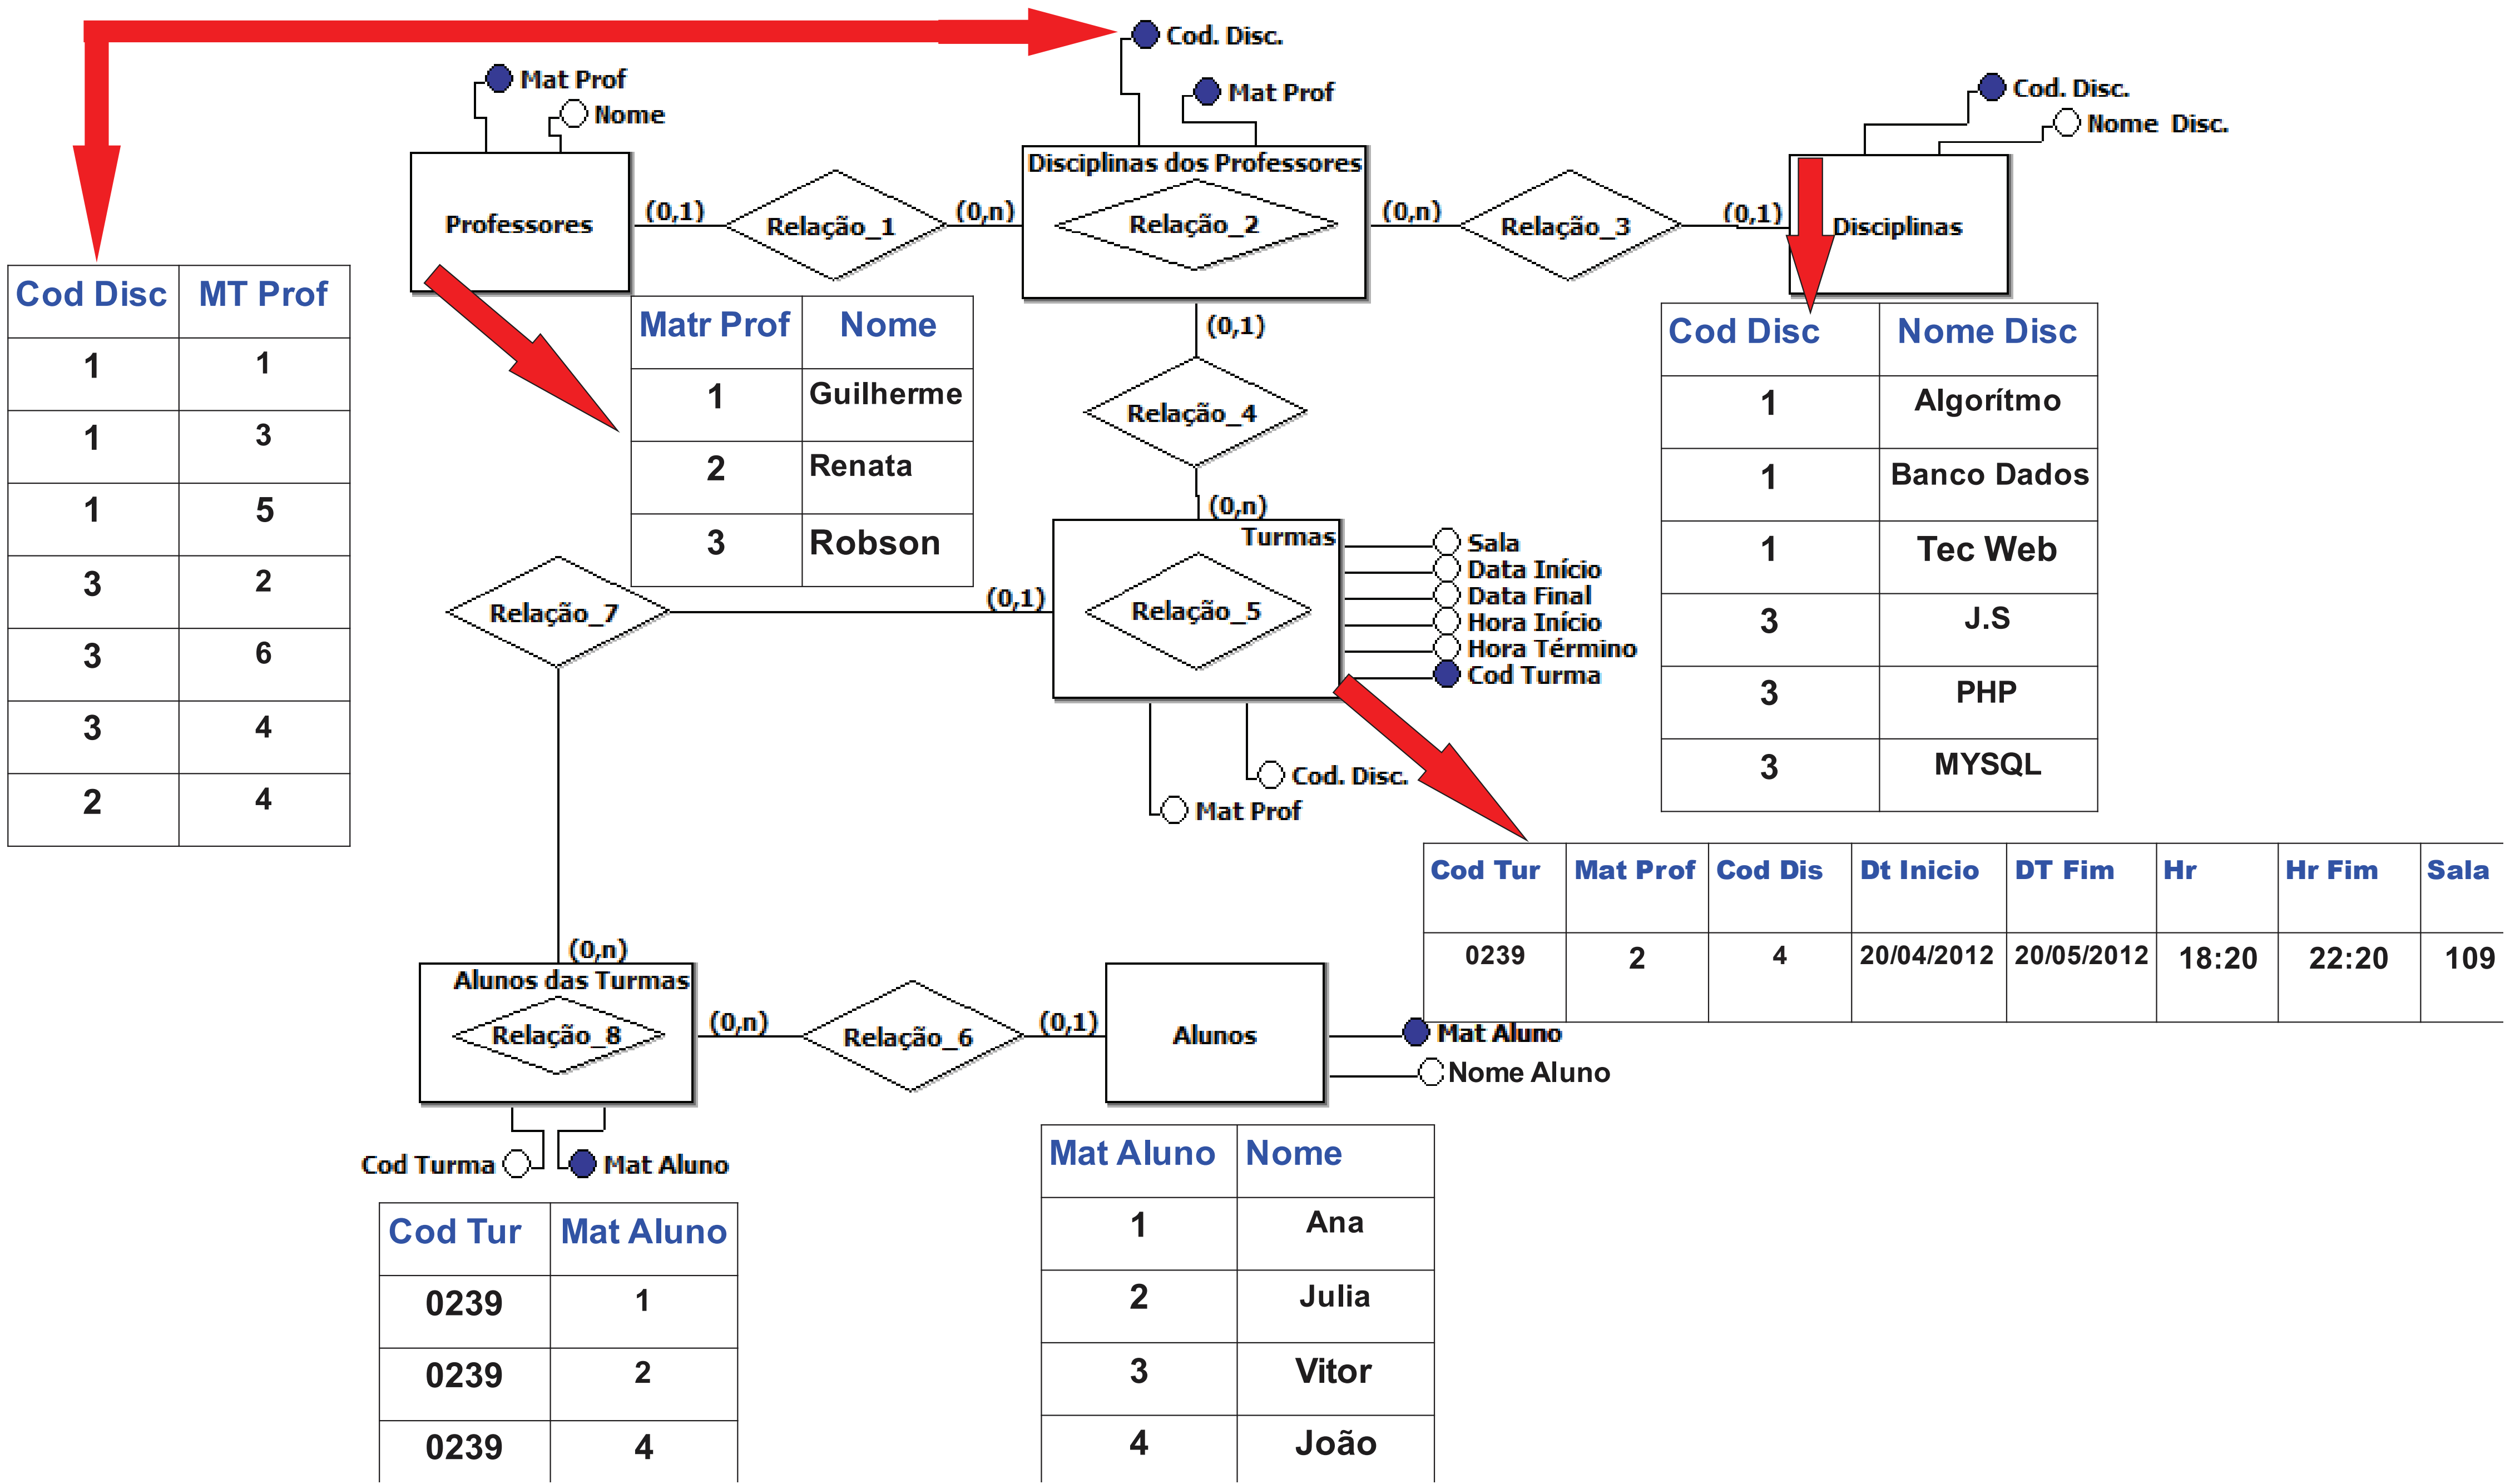 Cod. Disc.
Mat Prof
Nome
Mat Prof
Cod. Disc.
Nome Disc.
Professores
(0,1)
Relação_1
(0,n)
Disciplinas dos Professores
Relação_2
(0,n)
Relação_3
(0,1)
Disciplinas
Cod Disc MT Prof
1 1
1 3
1 5
3 2
3 6
3 4
2 4
Matr Prof Nome
1 Guilherme
2 Renata
3 Robson
(0,1)
Relação_4
(0,n)
Cod Disc Nome Disc
1 Algorítmo
1 Banco Dados
1 Tec Web
3 J.S
3 PHP
3 MYSQL
Turmas
Relação_5
Sala
Data Início
Data Final
Hora Início
Hora Término
Cod Turma
Cod. Disc.
Mat Prof
Relação_7
(0,1)
(0,n)
Cod Tur Mat Prof Cod Dis Dt Inicio DT Fim Hr Hr Fim Sala
0239 2 4 20/04/2012 20/05/2012 18:20 22:20 109
Alunos das Turmas
Relação_8
(0,n)
Relação_6
(0,1)
Alunos
Mat Aluno
Nome Aluno
Cod Turma
Mat Aluno
Cod Tur Mat Aluno
0239 1
0239 2
0239 4
Mat Aluno Nome
1 Ana
2 Julia
3 Vitor
4 João